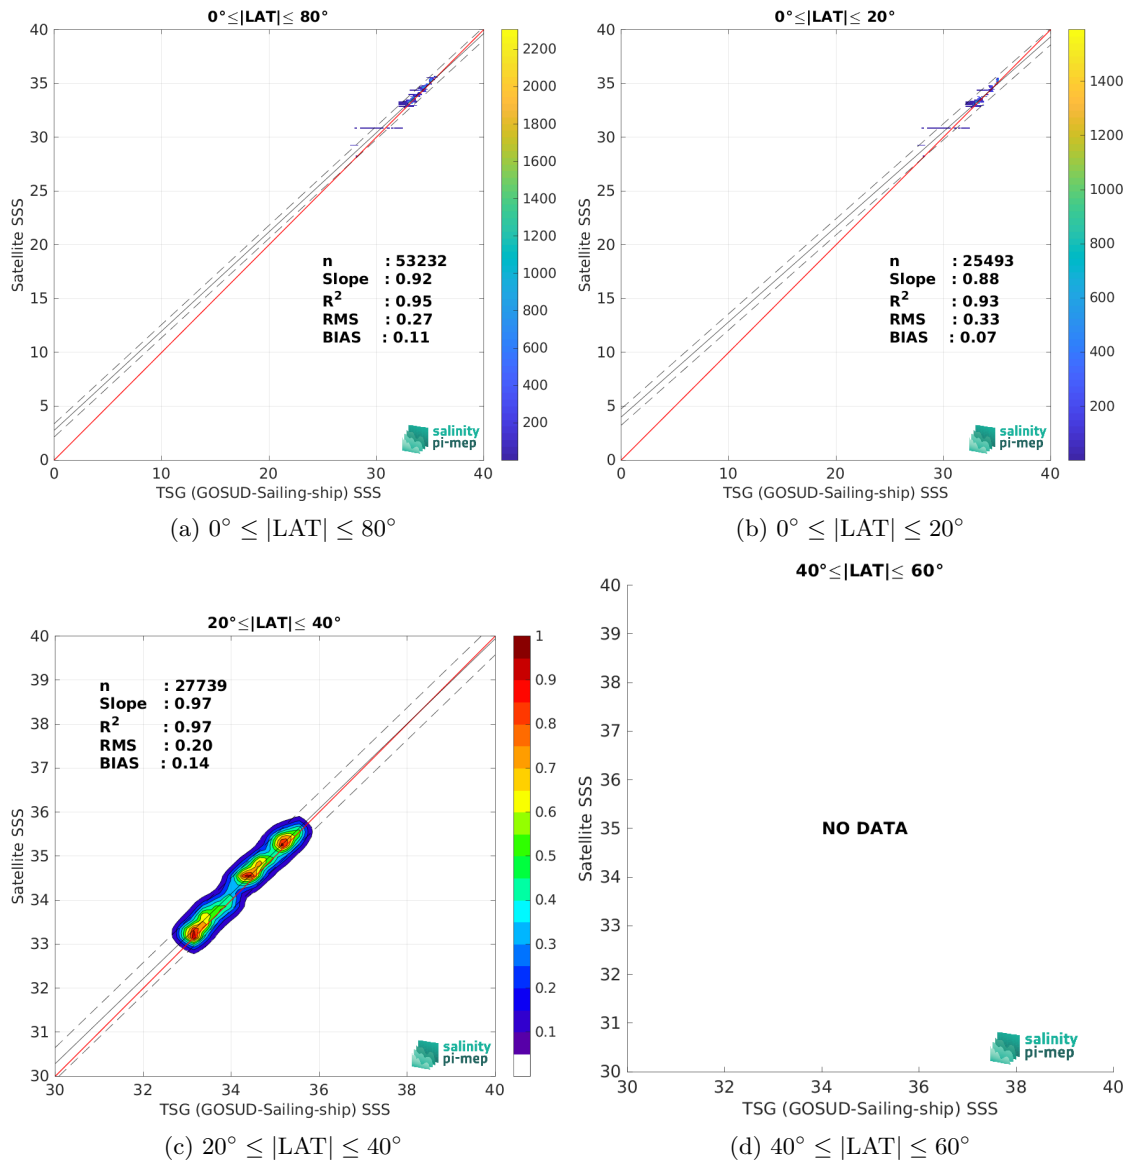 0°≤|LAT|≤ 80°
40
35
30
25
20
15
10
5
0
0
10
20
30
40
Satellite SSS
TSG (GOSUD-Sailing-ship) SSS
n : 53232
Slope : 0.92
R² : 0.95
RMS : 0.27
BIAS : 0.11
salinity
pi-mep
2200
2000
1800
1600
1400
1200
1000
800
600
400
200
(a) 0° ≤ |LAT| ≤ 80°
0°≤|LAT|≤ 20°
40
35
30
25
20
15
10
5
0
0
10
20
30
40
Satellite SSS
TSG (GOSUD-Sailing-ship) SSS
n : 25493
Slope : 0.88
R² : 0.93
RMS : 0.33
BIAS : 0.07
salinity
pi-mep
1400
1200
1000
800
600
400
200
(b) 0° ≤ |LAT| ≤ 20°
20°≤|LAT|≤ 40°
40
39
38
37
36
35
34
33
32
31
30
30
32
34
36
38
40
Satellite SSS
TSG (GOSUD-Sailing-ship) SSS
n : 27739
Slope : 0.97
R² : 0.97
RMS : 0.20
BIAS : 0.14
salinity
pi-mep
1
0.9
0.8
0.7
0.6
0.5
0.4
0.3
0.2
0.1
(c) 20° ≤ |LAT| ≤ 40°
40°≤|LAT|≤ 60°
40
39
38
37
36
35
34
33
32
31
30
30
32
34
36
38
40
Satellite SSS
TSG (GOSUD-Sailing-ship) SSS
NO DATA
salinity
pi-mep
(d) 40° ≤ |LAT| ≤ 60°